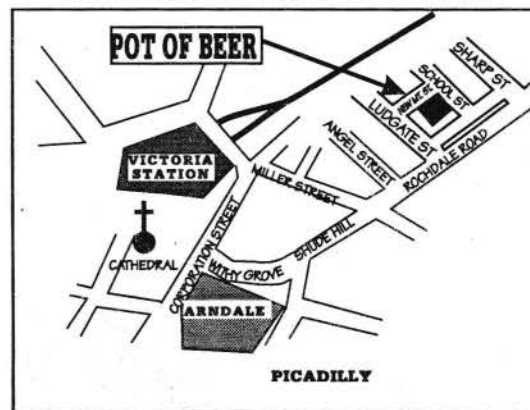 POT OF BEER
SHARP ST
SCHOOL ST
NEW MT. ST.
LUDGATE ST
ANGEL STREET
ROCHDALE ROAD
VICTORIA
STATION
MILLER STREET
CORPORATION STREET
SHUDE HILL
WITHY GROVE
CATHEDRAL
ARNDALE
PICADILLY